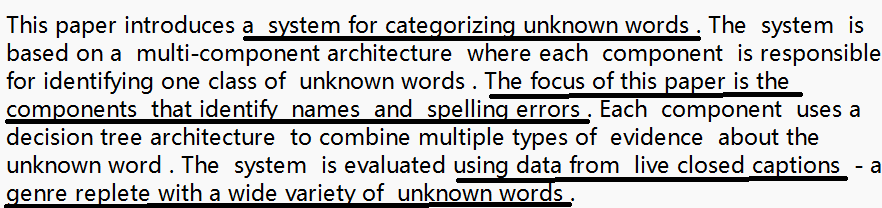 This paper introduces a system for categorizing unknown words . The system is
based on a multi-component architecture where each component is responsible
for identifying one class of unknown words . The focus of this paper is the
components that identify names and spelling errors . Each component uses a
decision tree architecture to combine multiple types of evidence about the
unknown word . The system is evaluated using data from live closed captions - a
genre replete with a wide variety of unknown words .